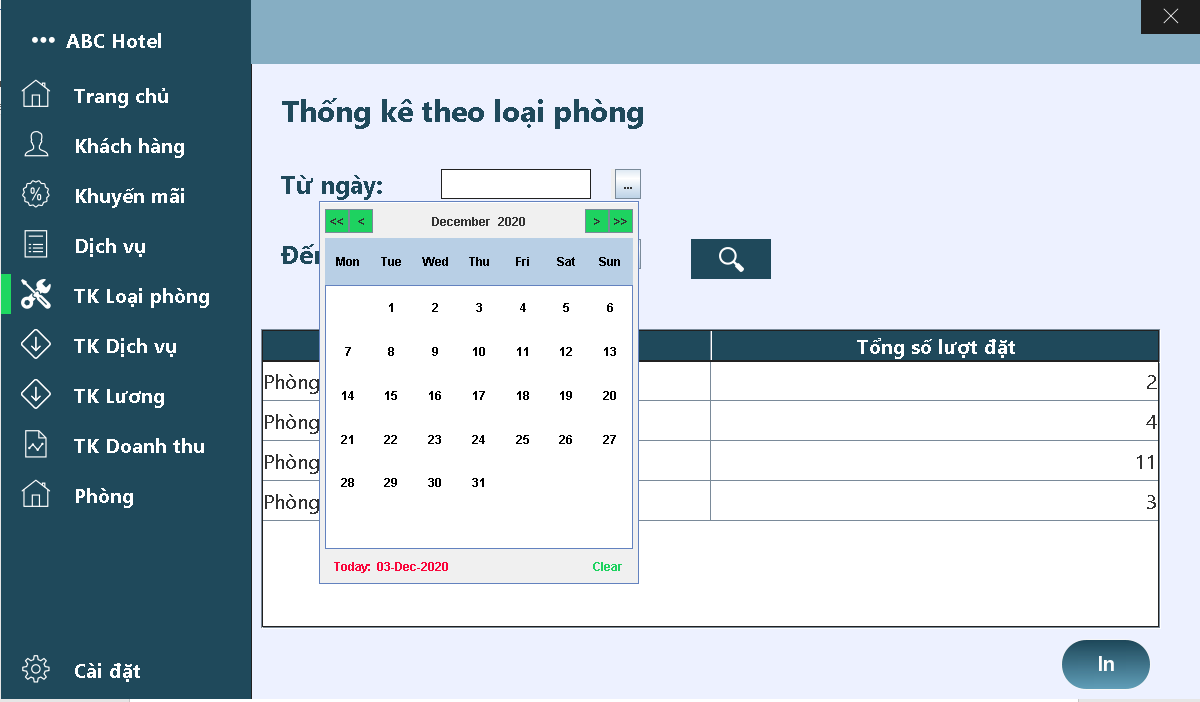 ABC Hotel
Trang chủ
Khách hàng
Khuyến mãi
Dịch vụ
TK Loại phòng
TK Dịch vụ
TK Lương
TK Doanh thu
Phòng
Cài đặt
Thống kê theo loại phòng
Từ ngày:
...
<< < December 2020 > >>
Mon Tue Wed Thu Fri Sat Sun
1 2 3 4 5 6
7 8 9 10 11 12 13
14 15 16 17 18 19 20
21 22 23 24 25 26 27
28 29 30 31
Today: 03-Dec-2020 Clear
Tổng số lượt đặt
Phòng 2
Phòng 4
Phòng 11
Phòng 3
In